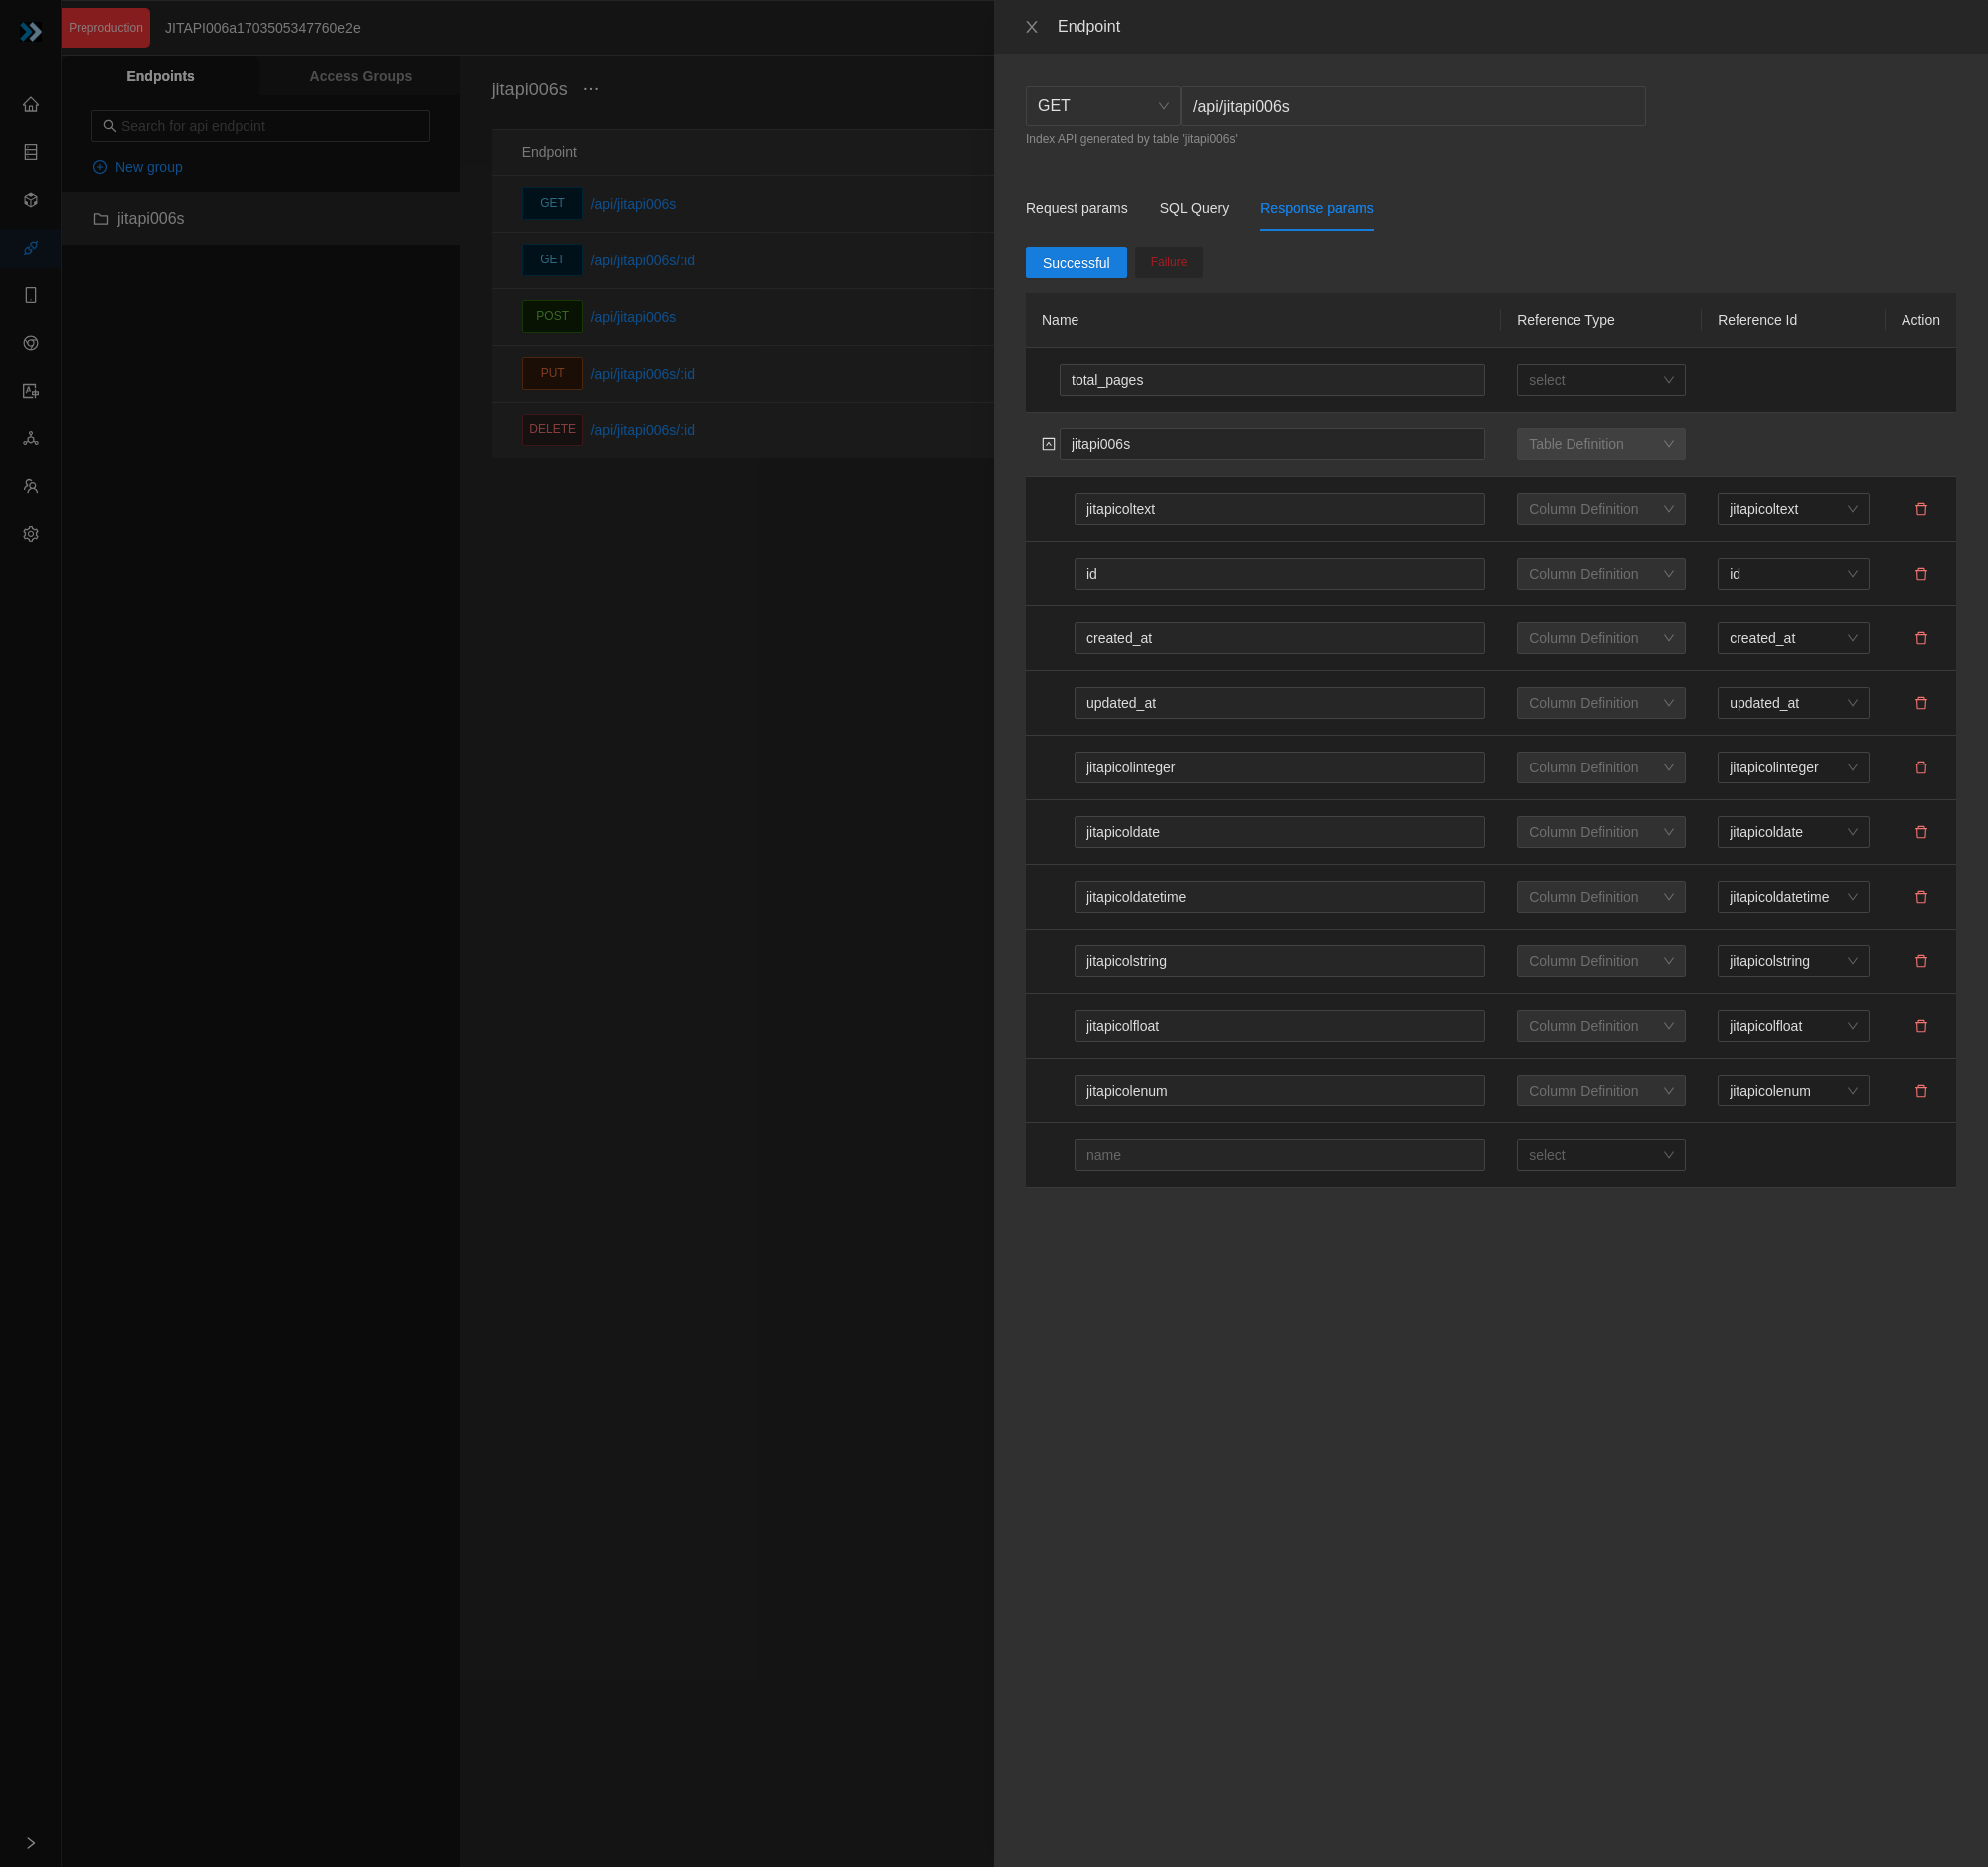 Preproduction JITAPI006a1703505347760e2e
Endpoints Access Groups
Search for api endpoint
New group
jitapi006s
jitapi006s ···
Endpoint
GET /api/jitapi006s
GET /api/jitapi006s/:id
POST /api/jitapi006s
PUT /api/jitapi006s/:id
DELETE /api/jitapi006s/:id
Endpoint
GET /api/jitapi006s
Index API generated by table 'jitapi006s'
Request params SQL Query Response params
Successful Failure
Name Reference Type Reference Id Action
total_pages select
jitapi006s Table Definition
jitapicoltext Column Definition jitapicoltext
id Column Definition id
created_at Column Definition created_at
updated_at Column Definition updated_at
jitapicolinteger Column Definition jitapicolinteger
jitapicoldate Column Definition jitapicoldate
jitapicoldatetime Column Definition jitapicoldatetime
jitapicolstring Column Definition jitapicolstring
jitapicolfloat Column Definition jitapicolfloat
jitapicolenum Column Definition jitapicolenum
name select